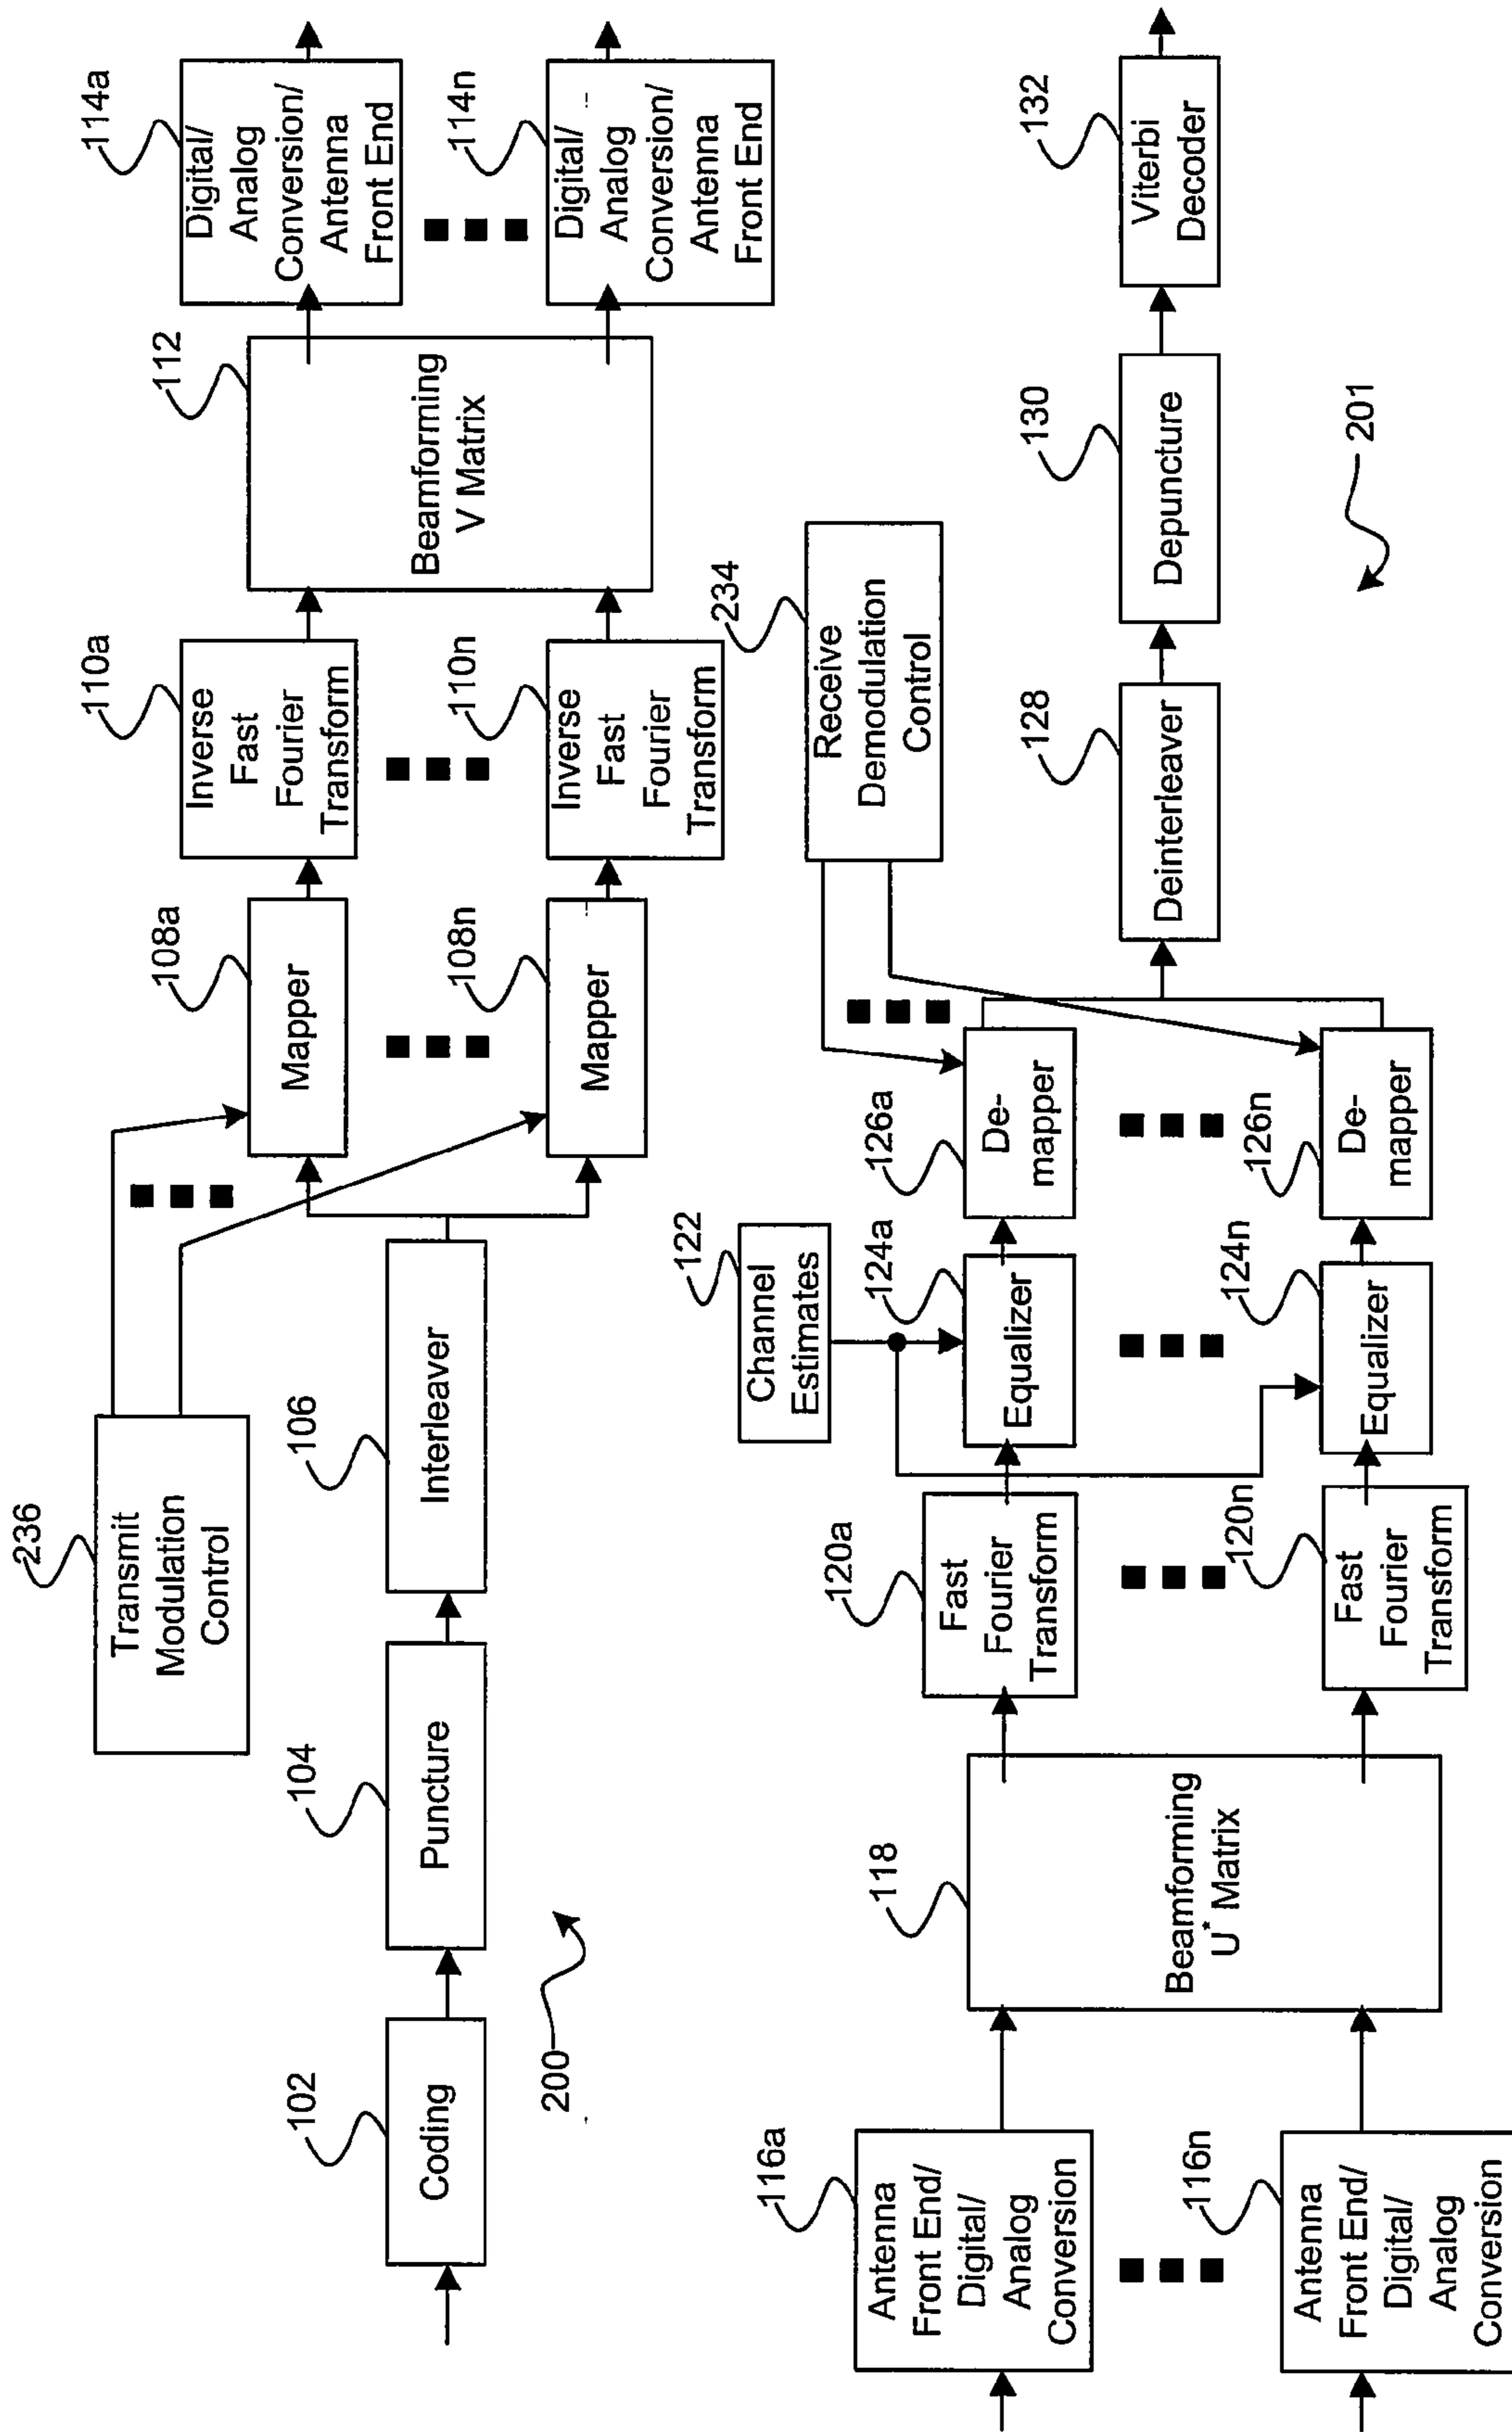 236
Transmit
Modulation
Control
102
Coding
104
Puncture
106
Interleaver
108a
Mapper
108n
Mapper
110a
Inverse
Fast
Fourier
Transform
110n
Inverse
Fast
Fourier
Transform
112
Beamforming
V Matrix
114a
Digital/
Analog
Conversion/
Antenna
Front End
114n
Digital/
Analog
Conversion/
Antenna
Front End
200
116a
Antenna
Front End/
Digital/
Analog
Conversion
116n
Antenna
Front End/
Digital/
Analog
Conversion
118
Beamforming
U* Matrix
120a
Fast
Fourier
Transform
120n
Fast
Fourier
Transform
122
Channel
Estimates
124a
Equalizer
124n
Equalizer
126a
De-
mapper
126n
De-
mapper
234
Receive
Demodulation
Control
128
Deinterleaver
130
Depuncture
132
Viterbi
Decoder
201